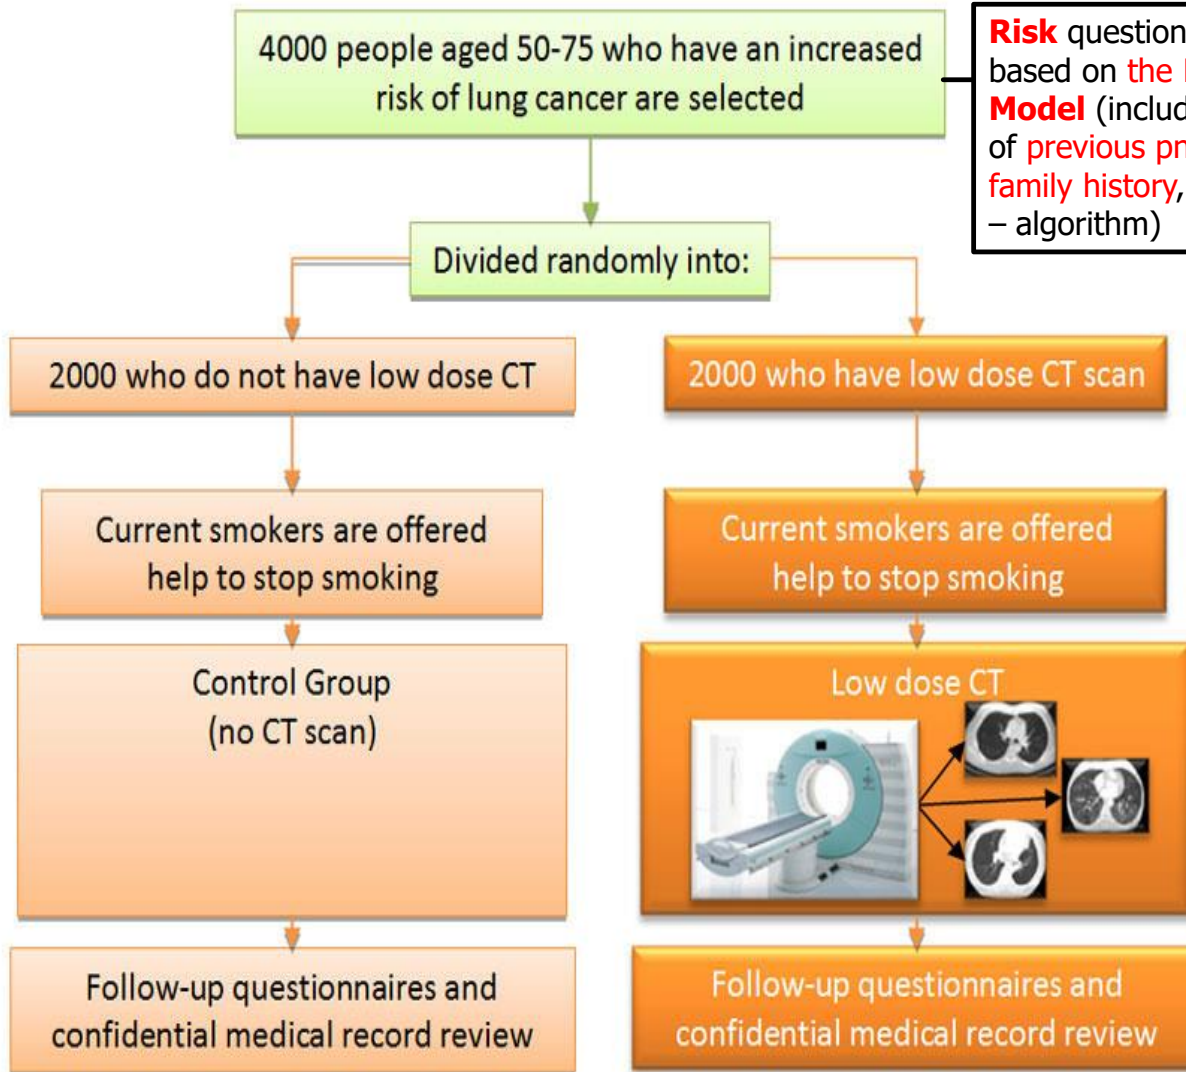 4000 people aged 50-75 who have an increased
risk of lung cancer are selected
Risk question
based on the
Model (includ
of previous pn
family history,
– algorithm)
Divided randomly into:
2000 who do not have low dose CT
2000 who have low dose CT scan
Current smokers are offered
help to stop smoking
Current smokers are offered
help to stop smoking
Control Group
(no CT scan)
Low dose CT
Follow-up questionnaires and
confidential medical record review
Follow-up questionnaires and
confidential medical record review